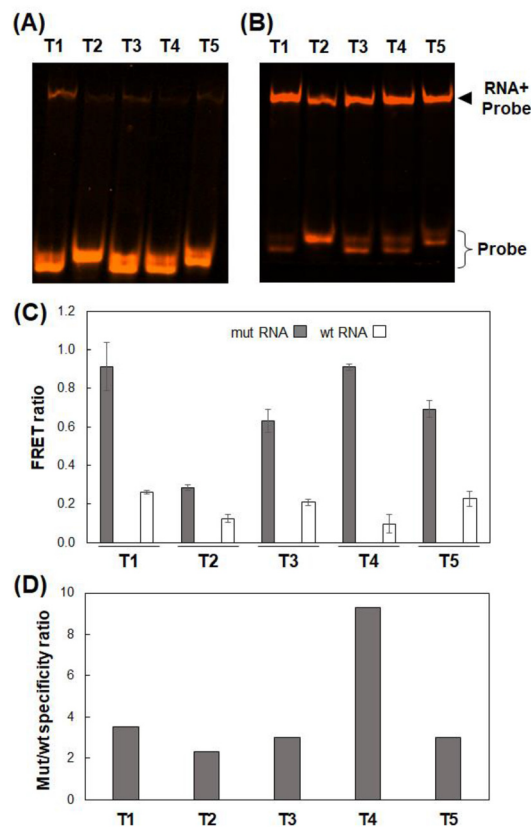 (A)
T1 T2 T3 T4 T5
(B)
T1 T2 T3 T4 T5
RNA+
Probe
Probe
(C)
1.2
1.0
0.8
0.6
0.4
0.2
0.0
FRET ratio
mut RNA wt RNA
T1 T2 T3 T4 T5
(D)
10
8
6
4
2
0
Mut/wt specificity ratio
T1 T2 T3 T4 T5